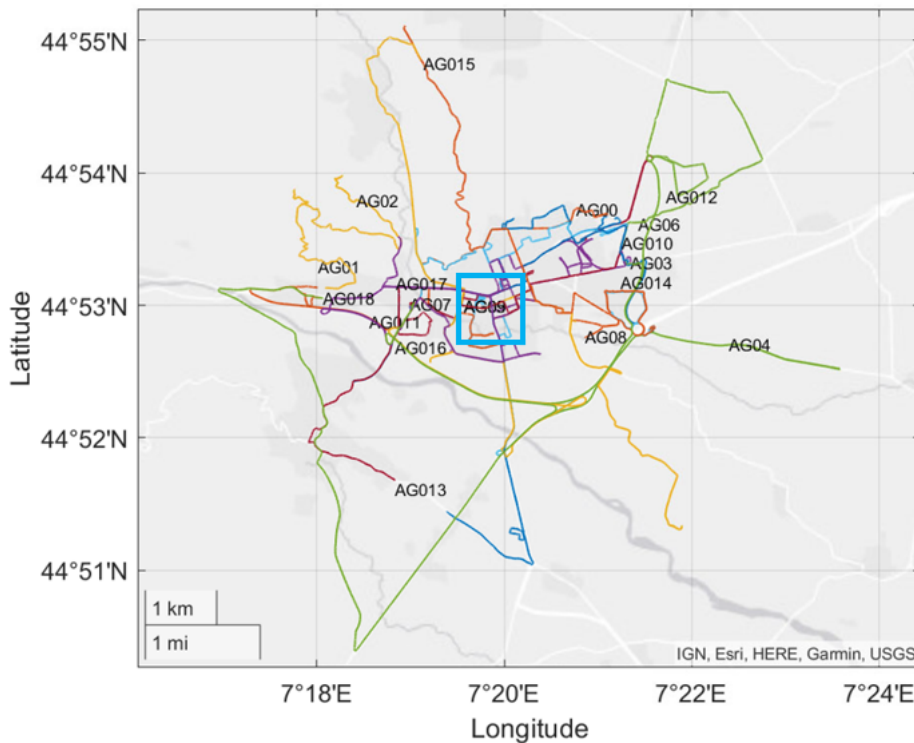 44°55'N
AG015
44°54'N
AG02
AG00
AG012
AG06
AG010
AG03
AG01
AG017
AG018
AG07
AG09
AG014
44°53'N
AG011
AG08
AG016
AG04
44°52'N
AG013
44°51'N
1 km
1 mi
IGN, Esri, HERE, Garmin, USGS
7°18'E
7°20'E
7°22'E
7°24'E
Longitude
Latitude